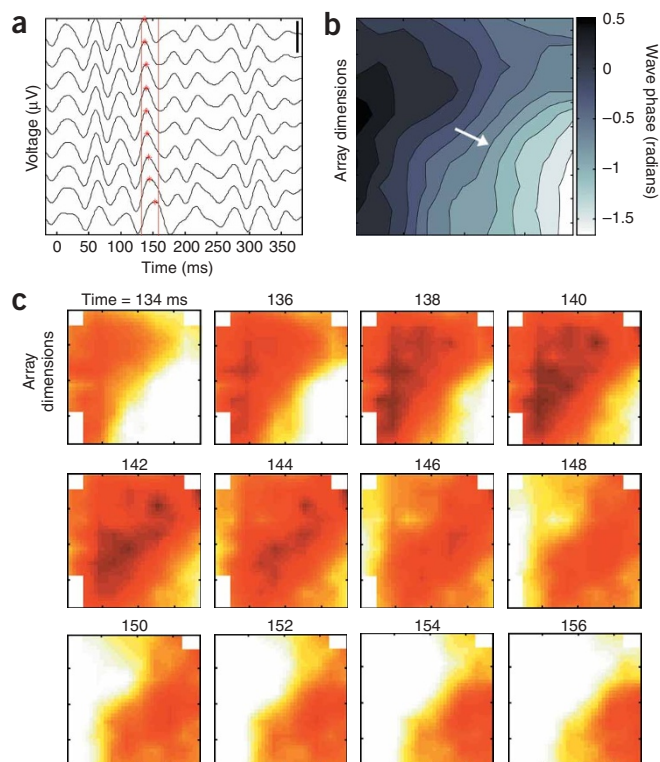 a
Voltage (μV)
0 50 100 150 200 250 300 350
Time (ms)
b
Array dimensions
0.5
0
−0.5
−1
−1.5
Wave phase (radians)
c
Time = 134 ms 136 138 140
Array
dimensions
142 144 146 148
150 152 154 156